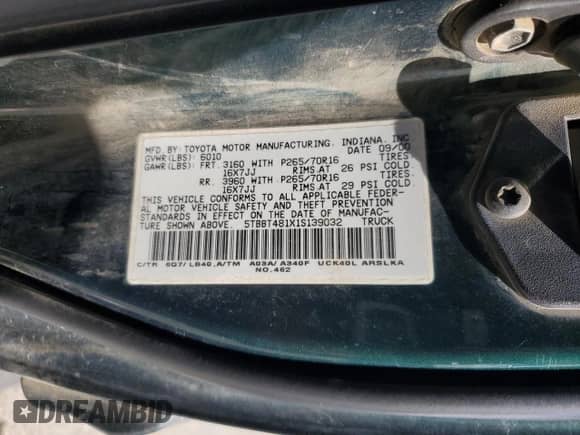 MFD. BY: TOYOTA MOTOR MANUFACTURING, INDIANA, INC
GVWR(LBS): 6010 DATE 09/00
GAWR(LBS): FRT. 3160 WITH P265/70R16 TIRES,
16X7JJ RIMS.AT 26 PSI COLD.
RR. 3960 WITH P265/70R16 TIRES,
16X7JJ RIMS.AT 29 PSI COLD.
THIS VEHICLE CONFORMS TO ALL APPLICABLE FEDER-
AL MOTOR VEHICLE SAFETY AND THEFT PREVENTION
STANDARDS IN EFFECT ON THE DATE OF MANUFAC-
TURE SHOWN ABOVE. 5TBBT481X1S139032 TRUCK
C/TR 6Q7/LB40,A/TM A03A/A340F UCK40L ARSLKA
NO.462
DREAMBID